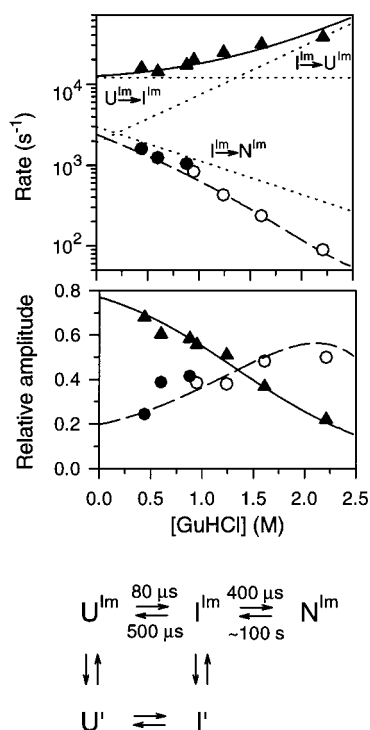 Rate (s⁻¹)
10⁴
10³
10²
I^Im→U^Im
U^Im→I^Im
I^Im→N^Im
Relative amplitude
0.8
0.6
0.4
0.2
0.0
0.0 0.5 1.0 1.5 2.0 2.5
[GuHCl] (M)
80 μs 400 μs
U^Im ⇌ I^Im ⇌ N^Im
500 μs ~100 s
U' ⇌ I'